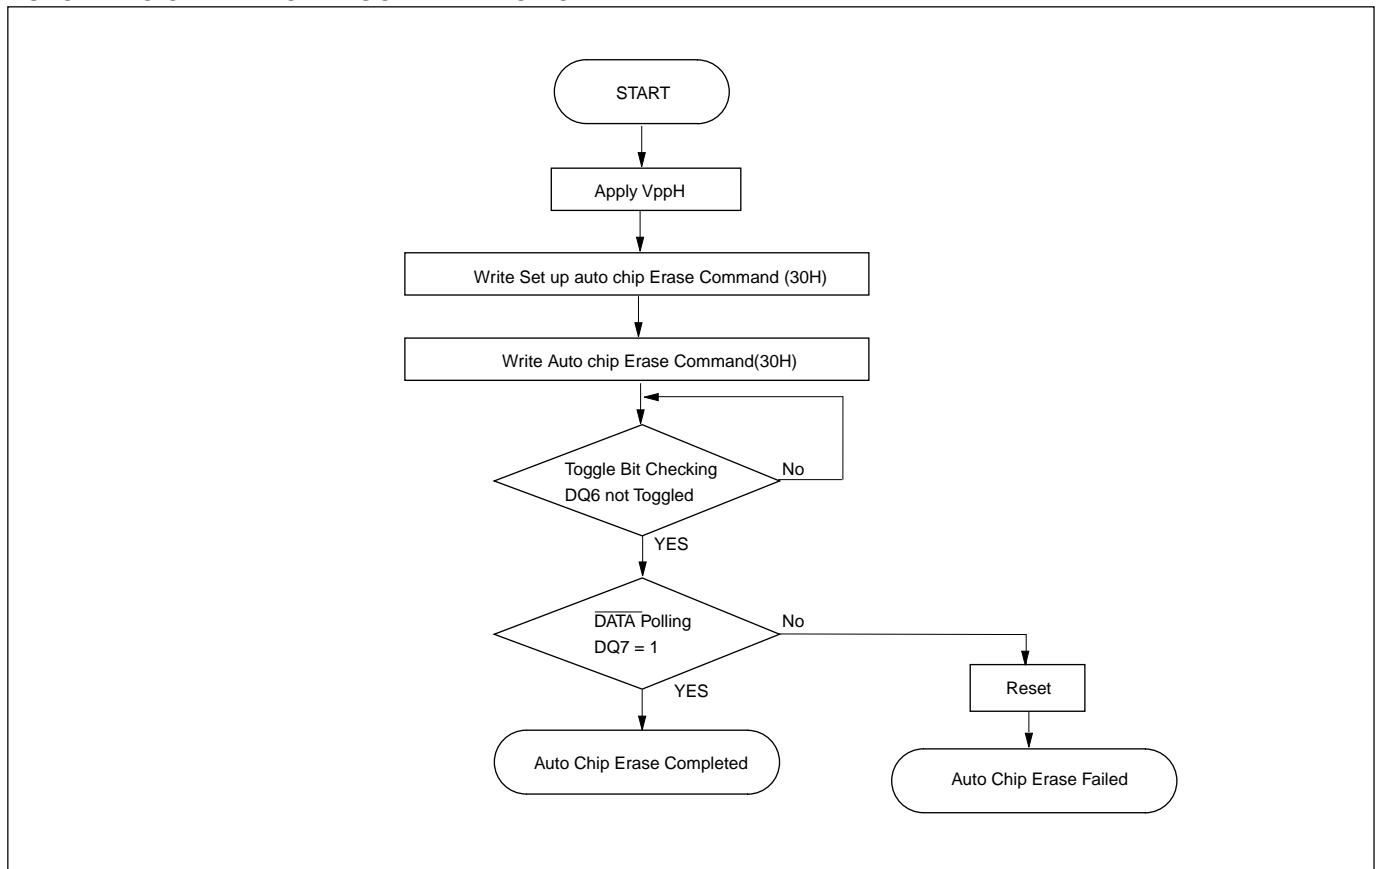 START
Apply VppH
Write Set up auto chip Erase Command (30H)
Write Auto chip Erase Command(30H)
Toggle Bit Checking
DQ6 not Toggled
No
YES
DATA Polling
DQ7 = 1
No
YES
Reset
Auto Chip Erase Completed
Auto Chip Erase Failed